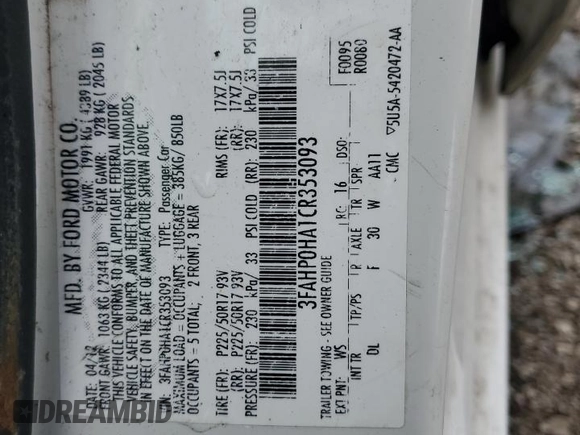 MFD. BY FORD MOTOR CO.
DATE: 04/12 GVWR: 1991 KG ( 4389 LB)
FRONT GAWR: 1063 KG ( 2344 LB) REAR GAWR: 928 KG ( 2045 LB)
THIS VEHICLE CONFORMS TO ALL APPLICABLE FEDERAL MOTOR
VEHICLE SAFETY, BUMPER, AND THEFT PREVENTION STANDARDS
IN EFFECT ON THE DATE OF MANUFACTURE SHOWN ABOVE.
VIN: 3FAHP0HA1CR353093 TYPE: Passenger Car
MAXIMUM LOAD = OCCUPANTS + LUGGAGE = 385KG/ 850LB
OCCUPANTS = 5 TOTAL: 2 FRONT, 3 REAR
TIRE (FR): P225/50R17 93V RIMS (FR): 17X7.5J
(RR): P225/50R17 93V (RR): 17X7.5J
PRESSURE (FR): 230 kPa/ 33 PSI COLD (RR): 230 kPa/ 33 PSI COLD
3FAHP0HA1CR353093
F0095
R0080
TRAILER TOWING - SEE OWNER GUIDE
EXT PNT: WS RC: 16 DSO:
INT TR TP/PS R AXLE TR SPR
DL F 30 W AA11
CMC ▽5U5A-5420472-AA
DREAMBID